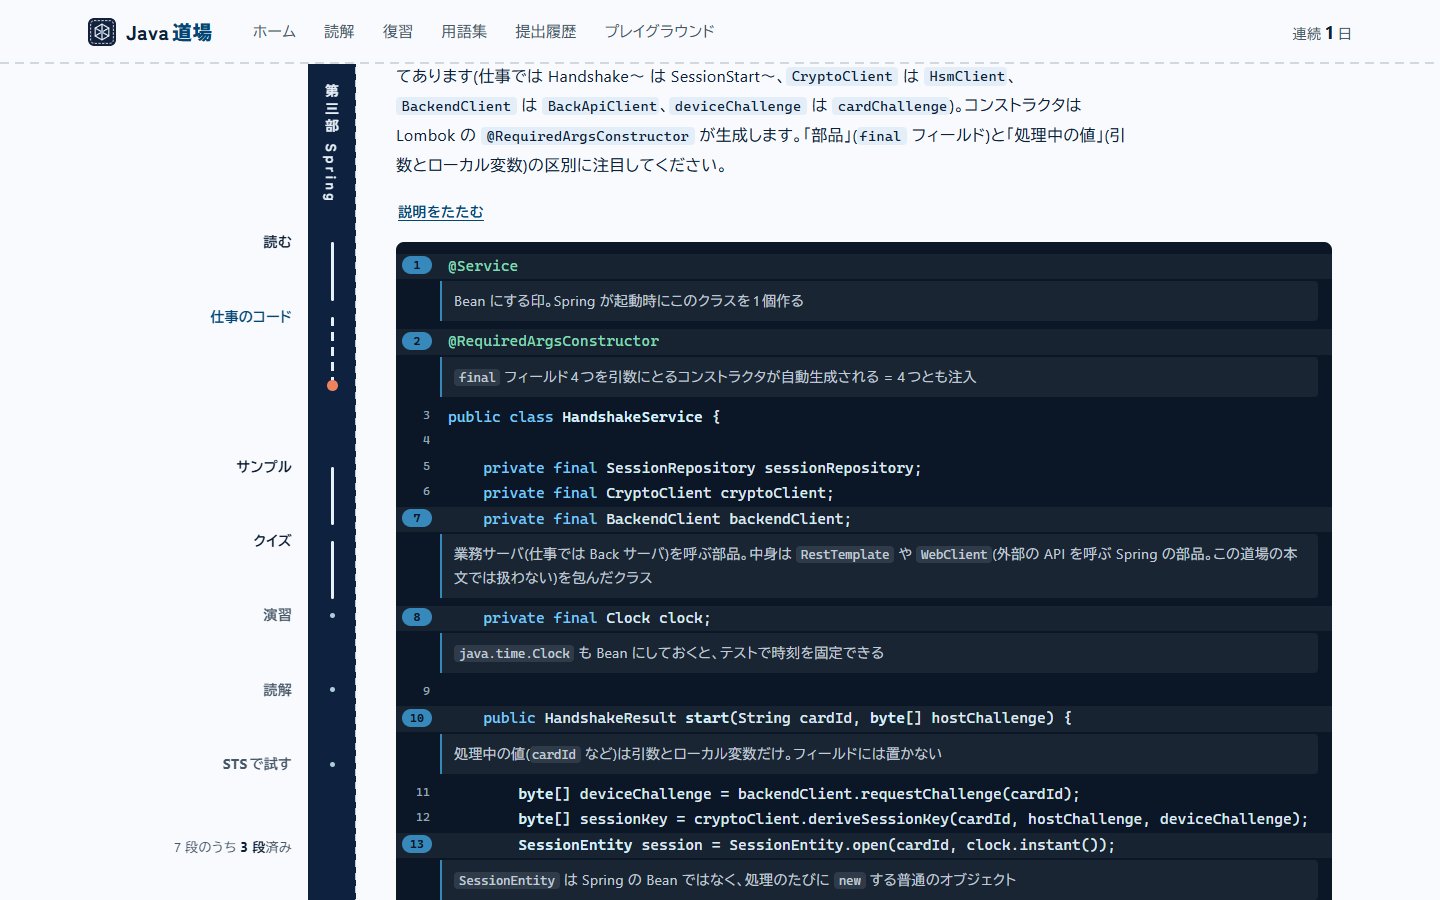 Java 道場
ホーム
読解
復習
用語集
提出履歴
プレイグラウンド
連続 1 日
第三部 Spring
読む
仕事のコード
サンプル
クイズ
演習
読解
STS で試す
7 段のうち 3 段済み
てあります(仕事では Handshake〜 は SessionStart〜、CryptoClient は HsmClient、
BackendClient は BackApiClient、deviceChallenge は cardChallenge)。コンストラクタは
Lombok の @RequiredArgsConstructor が生成します。「部品」(final フィールド)と「処理中の値」(引
数とローカル変数)の区別に注目してください。
説明をたたむ
1 @Service
Bean にする印。Spring が起動時にこのクラスを 1 個作る
2 @RequiredArgsConstructor
final フィールド 4 つを引数にとるコンストラクタが自動生成される = 4 つとも注入
3 public class HandshakeService {
4
5 private final SessionRepository sessionRepository;
6 private final CryptoClient cryptoClient;
7 private final BackendClient backendClient;
業務サーバ(仕事では Back サーバ)を呼ぶ部品。中身は RestTemplate や WebClient(外部の API を呼ぶ Spring の部品。この道場の本
文では扱わない)を包んだクラス
8 private final Clock clock;
java.time.Clock も Bean にしておくと、テストで時刻を固定できる
9
10 public HandshakeResult start(String cardId, byte[] hostChallenge) {
処理中の値(cardId など)は引数とローカル変数だけ。フィールドには置かない
11 byte[] deviceChallenge = backendClient.requestChallenge(cardId);
12 byte[] sessionKey = cryptoClient.deriveSessionKey(cardId, hostChallenge, deviceChallenge);
13 SessionEntity session = SessionEntity.open(cardId, clock.instant());
SessionEntity は Spring の Bean ではなく、処理のたびに new する普通のオブジェクト